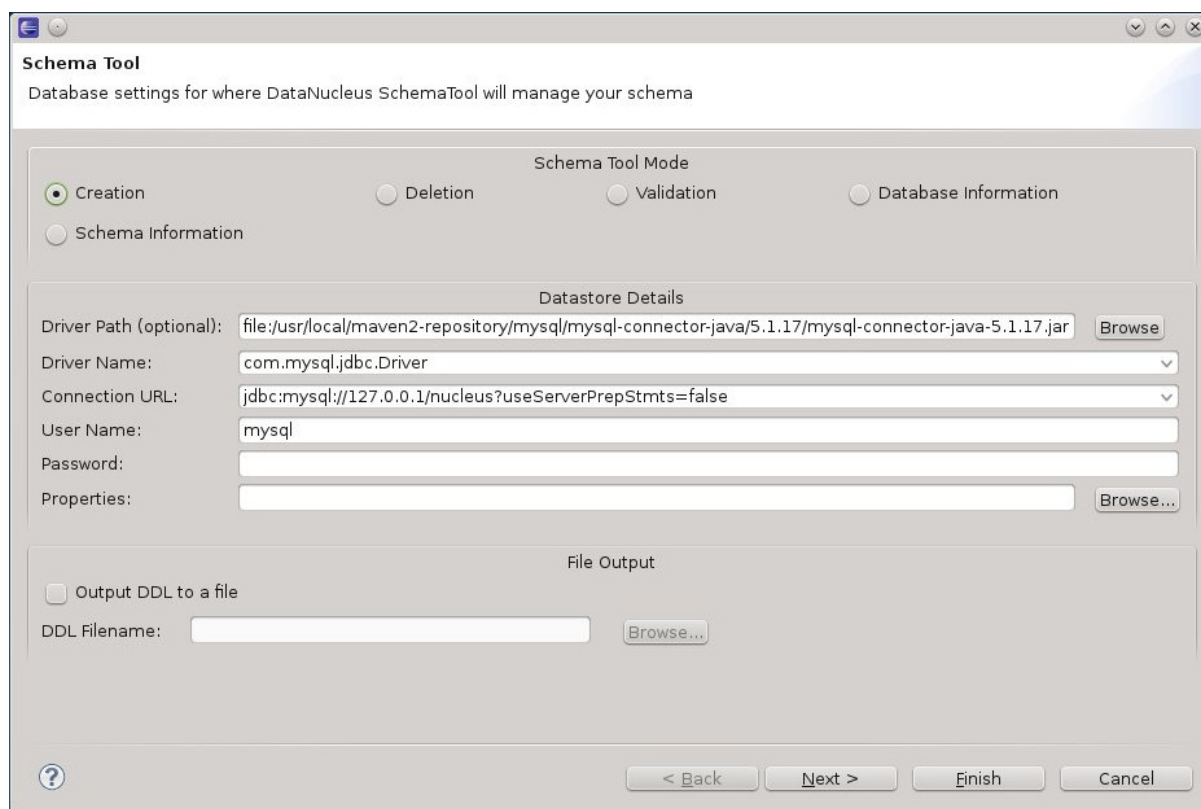 Schema Tool
Database settings for where DataNucleus SchemaTool will manage your schema
Schema Tool Mode
Creation Deletion Validation Database Information
Schema Information
Datastore Details
Driver Path (optional): file:/usr/local/maven2-repository/mysql/mysql-connector-java/5.1.17/mysql-connector-java-5.1.17.jar Browse
Driver Name: com.mysql.jdbc.Driver
Connection URL: jdbc:mysql://127.0.0.1/nucleus?useServerPrepStmts=false
User Name: mysql
Password:
Properties: Browse...
File Output
Output DDL to a file
DDL Filename: Browse...
? < Back Next > Finish Cancel